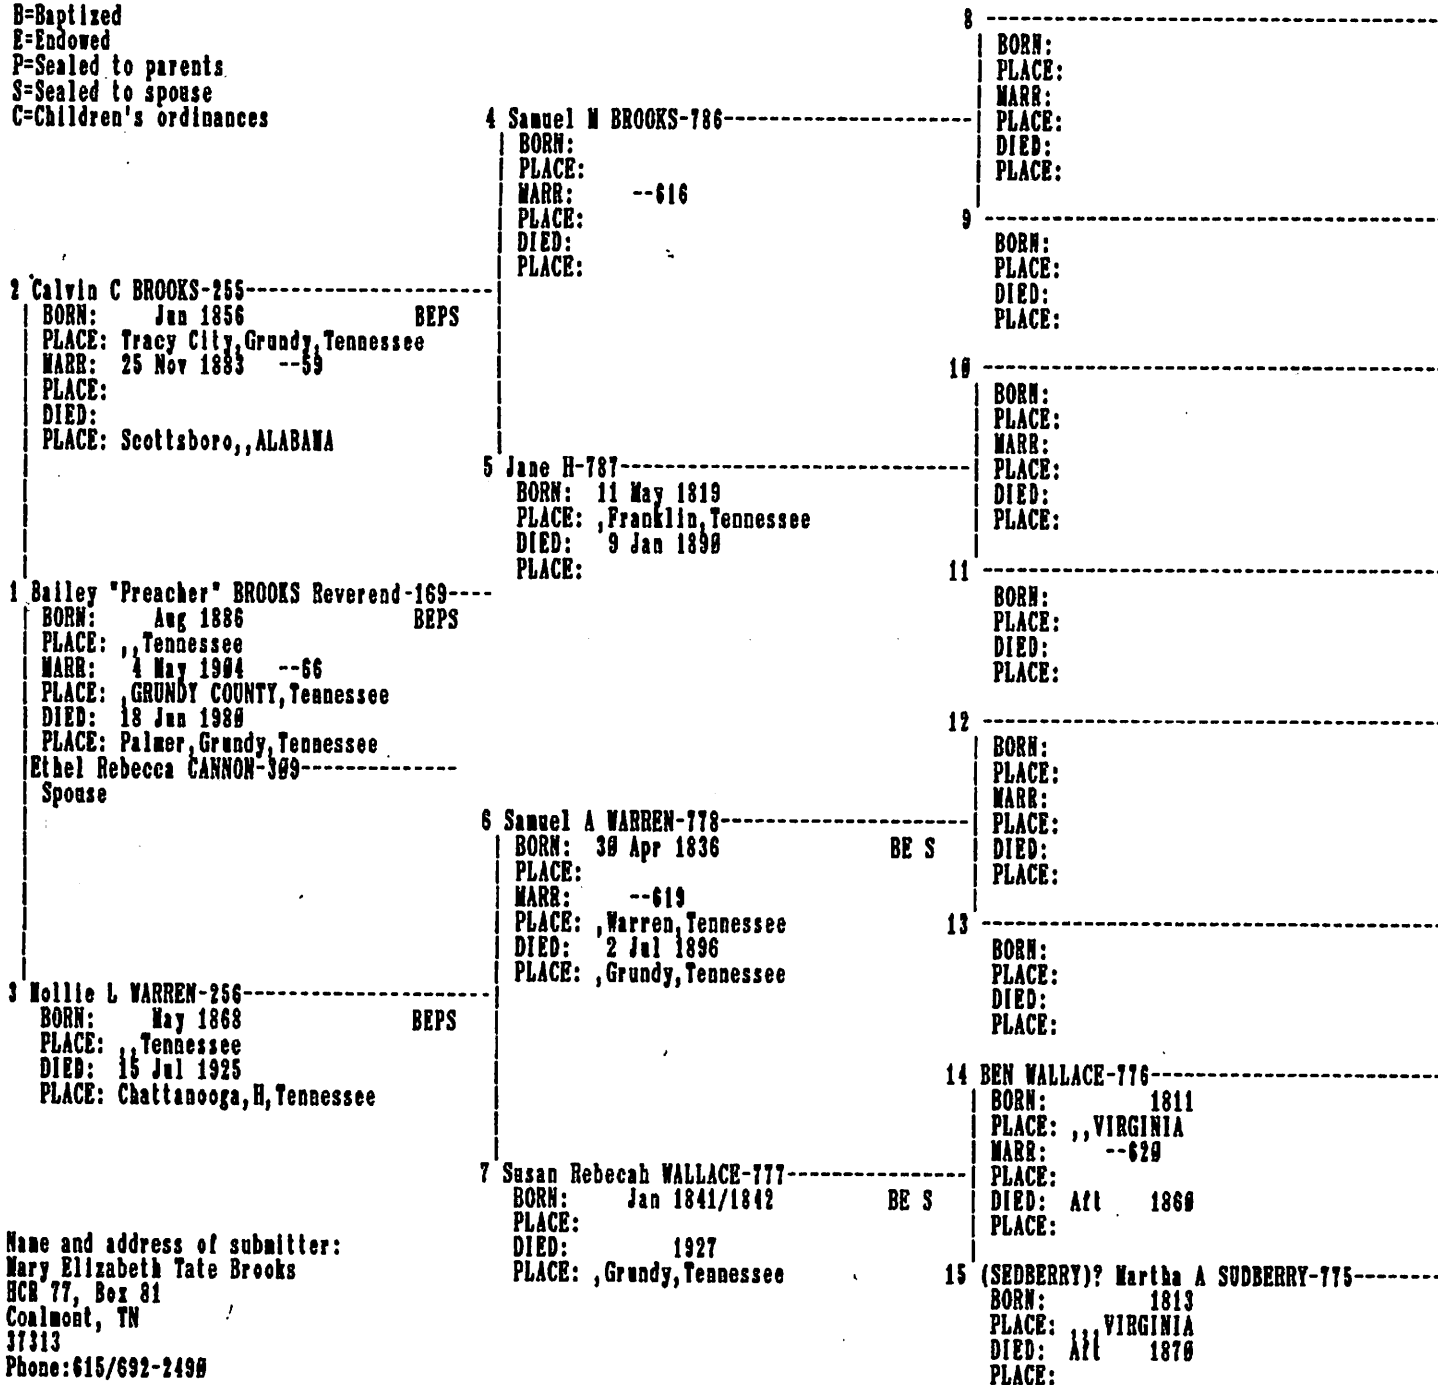 B=Baptized
E=Endowed
P=Sealed to parents
S=Sealed to spouse
C=Children's ordinances
2 Calvin C BROOKS-255
BORN: Jun 1856 BEPS
PLACE: Tracy City,Grundy,Tennessee
MARR: 25 Nov 1883 --59
PLACE:
DIED:
PLACE: Scottsboro,,ALABAMA
1 Bailey "Preacher" BROOKS Reverend-169----
BORN: Aug 1886 BEPS
PLACE: ,,Tennessee
MARR: 4 May 1904 --66
PLACE: ,GRUNDY COUNTY,Tennessee
DIED: 18 Jun 1980
PLACE: Palmer,Grundy,Tennessee
Ethel Rebecca CANNON-309--------------
Spouse
3 Mollie L WARREN-256
BORN: May 1868 BEPS
PLACE: ,,Tennessee
DIED: 15 Jul 1925
PLACE: Chattanooga,H,Tennessee
Name and address of submitter:
Mary Elizabeth Tate Brooks
HCR 77, Box 81
Coalmont, TN
37313
Phone:615/692-2490
4 Samuel M BROOKS-786
BORN:
PLACE:
MARR: --616
PLACE:
DIED:
PLACE:
5 Jane H-787
BORN: 11 May 1819
PLACE: ,Franklin,Tennessee
DIED: 9 Jan 1890
PLACE:
6 Samuel A WARREN-778
BORN: 30 Apr 1836 BE S
PLACE:
MARR: --619
PLACE: ,Warren,Tennessee
DIED: 2 Jul 1896
PLACE: ,Grundy,Tennessee
7 Susan Rebecah WALLACE-777
BORN: Jan 1841/1842 BE S
PLACE:
DIED: 1927
PLACE: ,Grundy,Tennessee
8
BORN:
PLACE:
MARR:
PLACE:
DIED:
PLACE:
9
BORN:
PLACE:
DIED:
PLACE:
10
BORN:
PLACE:
MARR:
PLACE:
DIED:
PLACE:
11
BORN:
PLACE:
DIED:
PLACE:
12
BORN:
PLACE:
MARR:
PLACE:
DIED:
PLACE:
13
BORN:
PLACE:
DIED:
PLACE:
14 BEN WALLACE-776
BORN: 1811
PLACE: ,,VIRGINIA
MARR: --620
PLACE:
DIED: Aft 1860
PLACE:
15 (SEDBERRY)? Martha A SUDBERRY-775
BORN: 1813
PLACE: ,,,VIRGINIA
DIED: Aft 1870
PLACE: